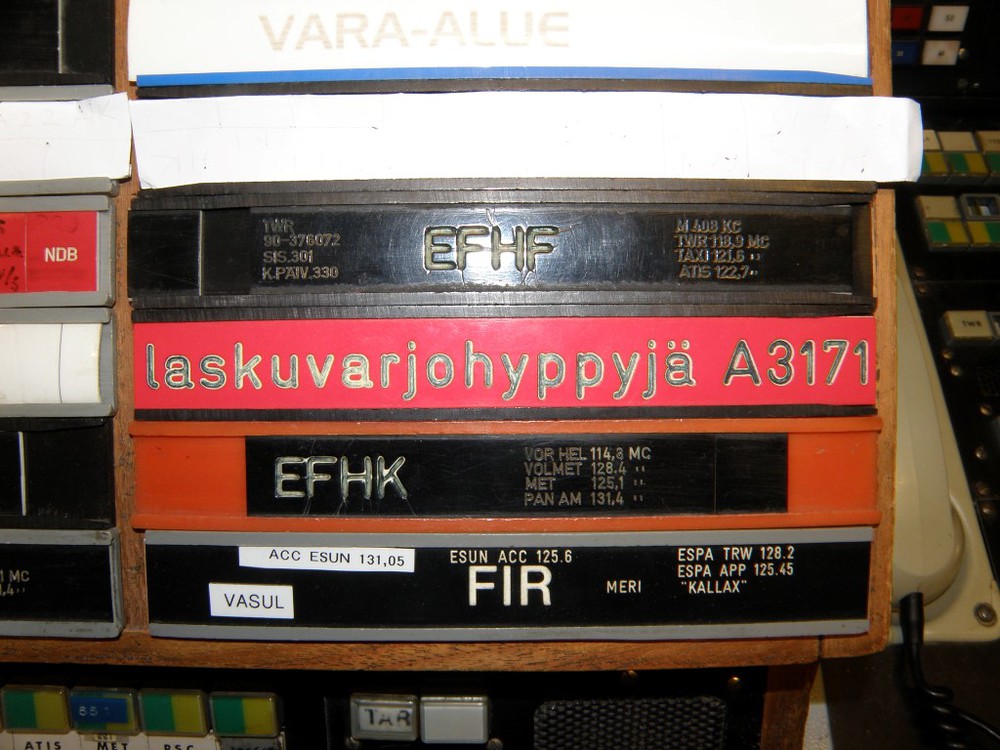 VARA-ALUE
NDB
TWR
90-376072
SIS.301
K.PÄIV.330
EFHF
M 408 KC
TWR 118,9 MC
TAXI 121,6 "
ATIS 122,7 "
laskuvarjohyppyjä A3171
EFHK
VOR HEL 114,8 MC
VOLMET 128.4 "
MET 125,1 "
PAN AM 131,4 "
MC
ACC ESUN 131,05
VASUL
ESUN ACC 125.6
FIR
MERI
ESPA TRW 128.2
ESPA APP 125.45
"KALLAX"
TWR
TAR
ATIS
MET